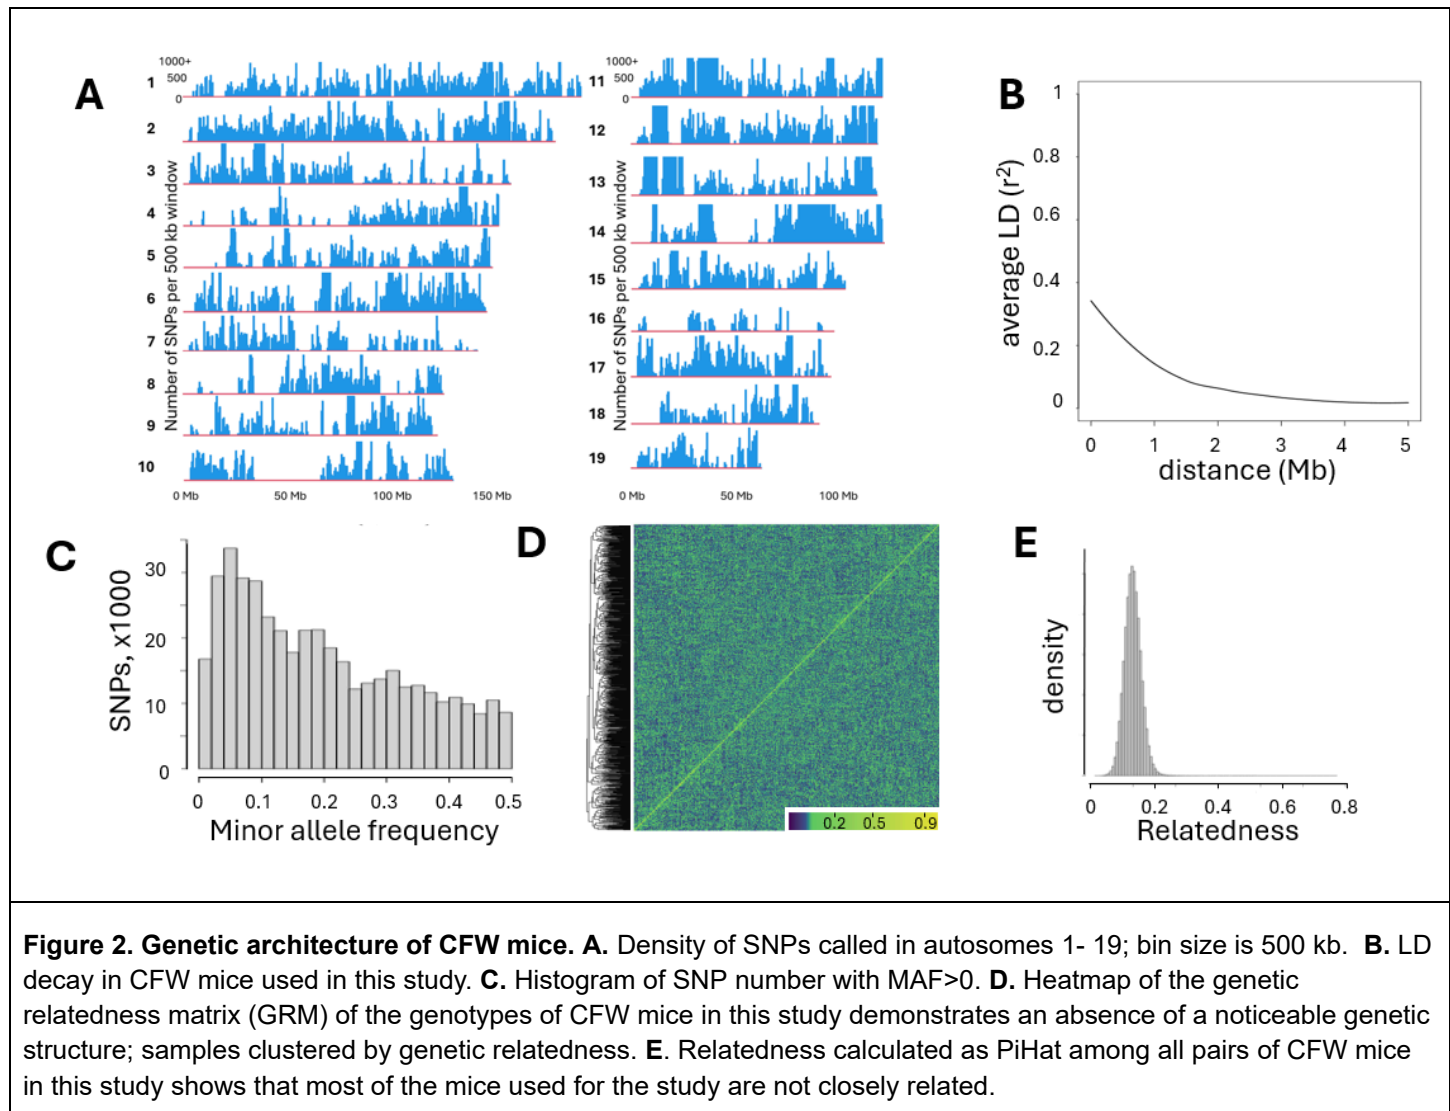 A
1000+
500
0
1
2
3
4
5
6
7
8
9
10
Number of SNPs per 500 kb window
0 Mb 50 Mb 100 Mb 150 Mb
1000+
500
0
11
12
13
14
15
16
17
18
19
Number of SNPs per 500 kb window
0 Mb 50 Mb 100 Mb
B
1
0.8
0.6
0.4
0.2
0
average LD (r²)
0 1 2 3 4 5
distance (Mb)
C
30
20
10
0
SNPs, x1000
0 0.1 0.2 0.3 0.4 0.5
Minor allele frequency
D
0.2 0.5 0.9
E
density
0 0.2 0.4 0.6 0.8
Relatedness
Figure 2. Genetic architecture of CFW mice. A. Density of SNPs called in autosomes 1- 19; bin size is 500 kb. B. LD
decay in CFW mice used in this study. C. Histogram of SNP number with MAF>0. D. Heatmap of the genetic
relatedness matrix (GRM) of the genotypes of CFW mice in this study demonstrates an absence of a noticeable genetic
structure; samples clustered by genetic relatedness. E. Relatedness calculated as PiHat among all pairs of CFW mice
in this study shows that most of the mice used for the study are not closely related.